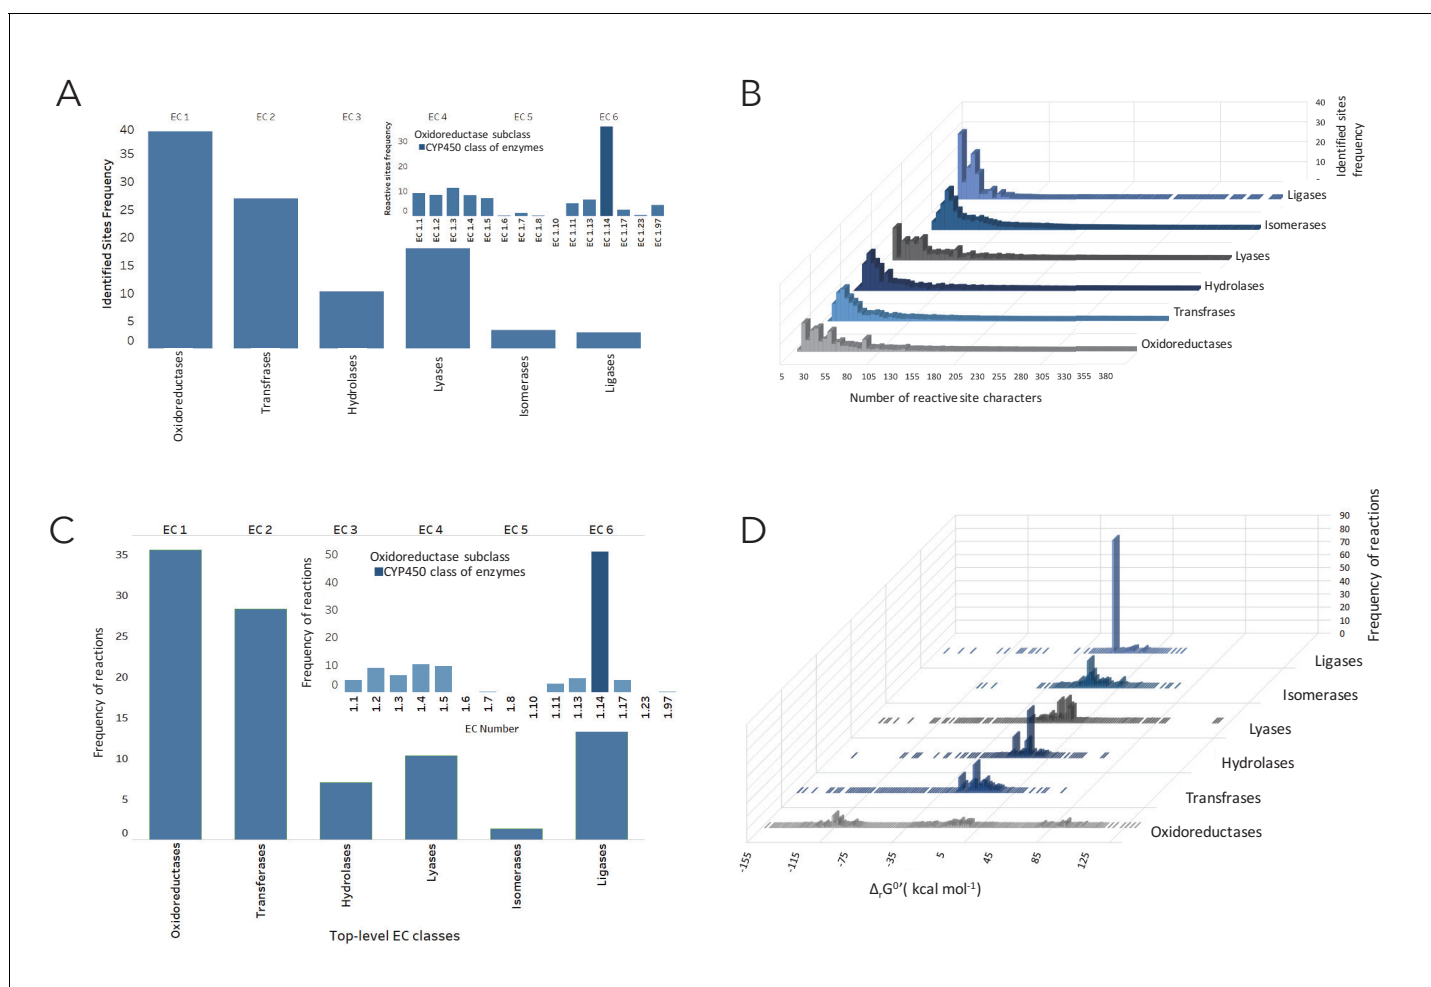 A
EC 1 EC 2 EC 3 EC 4 EC 5 EC 6
Identified Sites Frequency
40
35
30
25
20
15
10
5
0
Oxidoreductase subclass
CYP450 class of enzymes
Reactive sites frequency
30
20
10
0
EC 1.1 EC 1.2 EC 1.3 EC 1.4 EC 1.5 EC 1.6 EC 1.7 EC 1.8 EC 1.10 EC 1.11 EC 1.13 EC 1.14 EC 1.17 EC 1.23 EC 1.97
Oxidoreductases Transfrases Hydrolases Lyases Isomerases Ligases
B
40
30
20
10
Identified sites
frequency
Ligases
Isomerases
Lyases
Hydrolases
Transfrases
Oxidoreductases
5 30 55 80 105 130 155 180 205 255 280 305 330 355 380
Number of reactive site characters
C
EC 1 EC 2 EC 3 EC 4 EC 5 EC 6
Frequency of reactions
35
30
25
20
15
10
5
0
Oxidoreductase subclass
CYP450 class of enzymes
Frequency of reactions
50
40
30
20
10
0
1.1 1.2 1.3 1.4 1.5 1.6 1.7 1.8 1.10 1.11 1.13 1.14 1.17 1.23 1.97
EC Number
Oxidoreductases Transferases Hydrolases Lyases Isomerases Ligases
Top-level EC classes
D
90
80
70
60
50
40
30
20
10
0
Frequency of reactions
Ligases
Isomerases
Lyases
Hydrolases
Transfrases
Oxidoreductases
-155 -115 -75 -35 5 45 85 125
ΔrG0′( kcal mol-1)